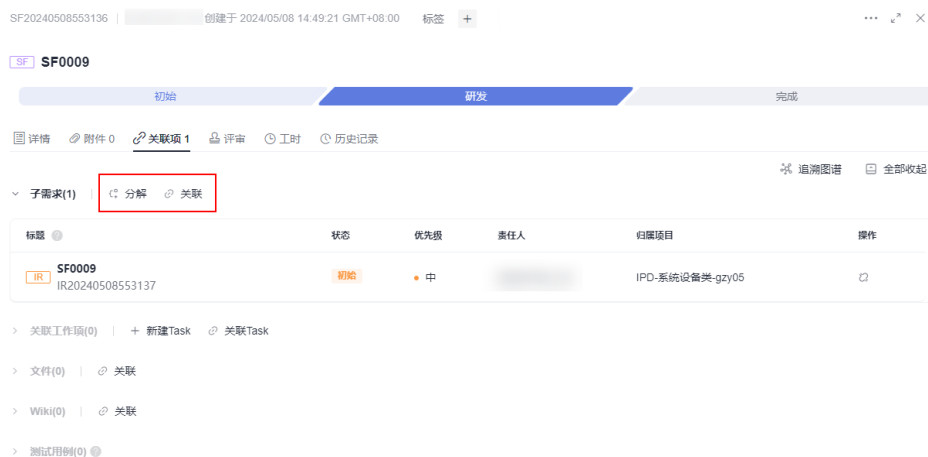 SF20240508553136 | 创建于 2024/05/08 14:49:21 GMT+08:00 标签 +
SF SF0009
初始 研发 完成
详情 附件 0 关联项 1 评审 工时 历史记录
追溯图谱 全部收起
子需求(1) | 分解 关联
标题 状态 优先级 责任人 归属项目 操作
IR SF0009 初始 中 IPD-系统设备类-gzy05
IR20240508553137
关联工作项(0) | + 新建Task 关联Task
文件(0) | 关联
Wiki(0) | 关联
测试用例(0)